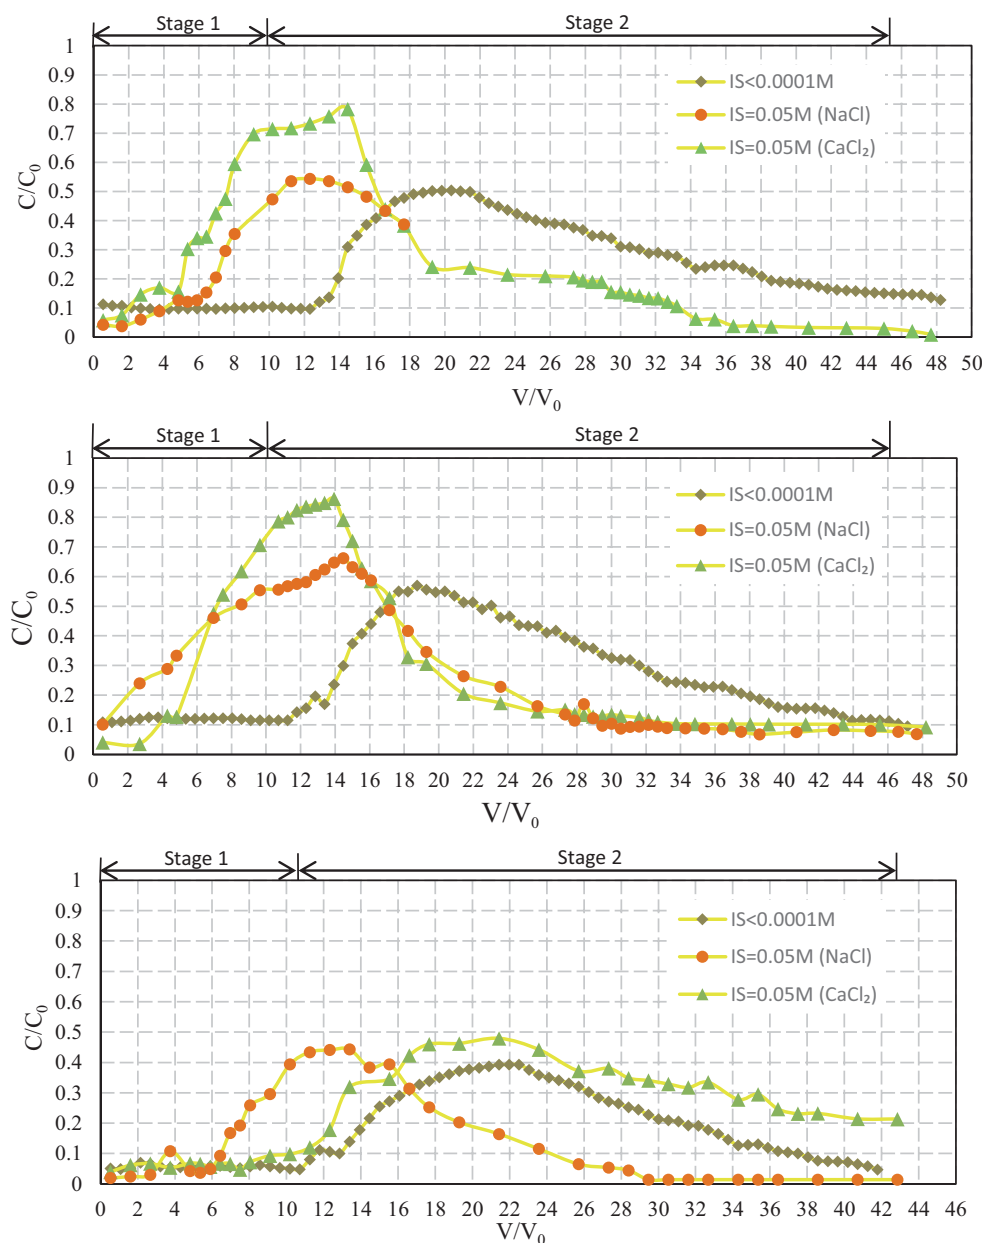 Stage 1 Stage 2
1
0.9
0.8
0.7
0.6
0.5
0.4
0.3
0.2
0.1
0
C/C₀
IS<0.0001M
IS=0.05M (NaCl)
IS=0.05M (CaCl₂)
0 2 4 6 8 10 12 14 16 18 20 22 24 26 28 30 32 34 36 38 40 42 44 46 48 50
V/V₀
Stage 1 Stage 2
1
0.9
0.8
0.7
0.6
0.5
0.4
0.3
0.2
0.1
0
C/C₀
IS<0.0001M
IS=0.05M (NaCl)
IS=0.05M (CaCl₂)
0 2 4 6 8 10 12 14 16 18 20 22 24 26 28 30 32 34 36 38 40 42 44 46 48 50
V/V₀
Stage 1 Stage 2
1
0.9
0.8
0.7
0.6
0.5
0.4
0.3
0.2
0.1
0
C/C₀
IS<0.0001M
IS=0.05M (NaCl)
IS=0.05M (CaCl₂)
0 2 4 6 8 10 12 14 16 18 20 22 24 26 28 30 32 34 36 38 40 42 44 46
V/V₀